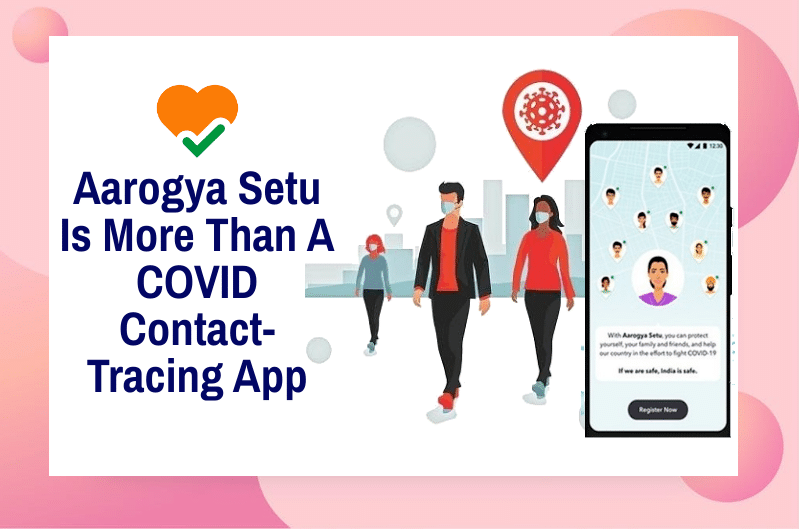 Aarogya Setu
Is More Than A
COVID
Contact-
Tracing App
12:30
With Aarogya Setu, you can protect
yourself, your family and friends, and help
our country in the effort to fight COVID-19
If we are safe, India is safe.
Register Now